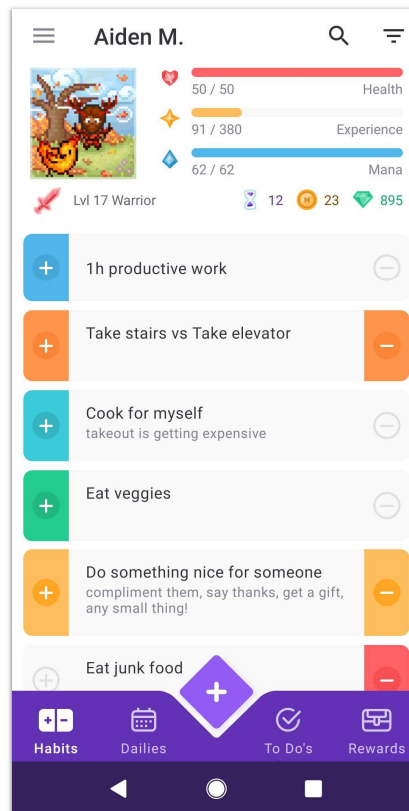 Aiden M.
50 / 50 Health
91 / 380 Experience
62 / 62 Mana
Lvl 17 Warrior 12 23 895
1h productive work
Take stairs vs Take elevator
Cook for myself
takeout is getting expensive
Eat veggies
Do something nice for someone
compliment them, say thanks, get a gift,
any small thing!
Eat junk food
Habits Dailies To Do's Rewards